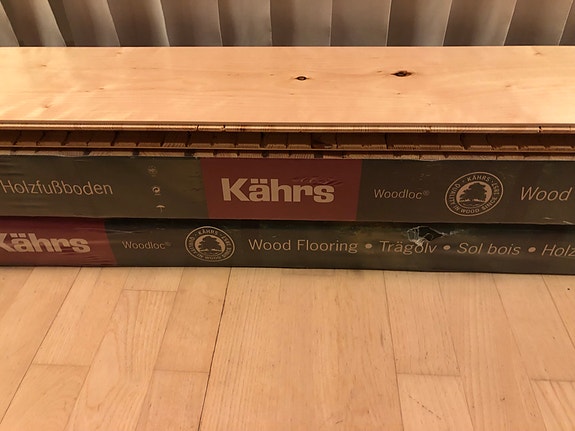 Holzfußboden Kährs Woodloc® Wood
Kährs Woodloc® Wood Flooring • Trägolv • Sol bois • Holz